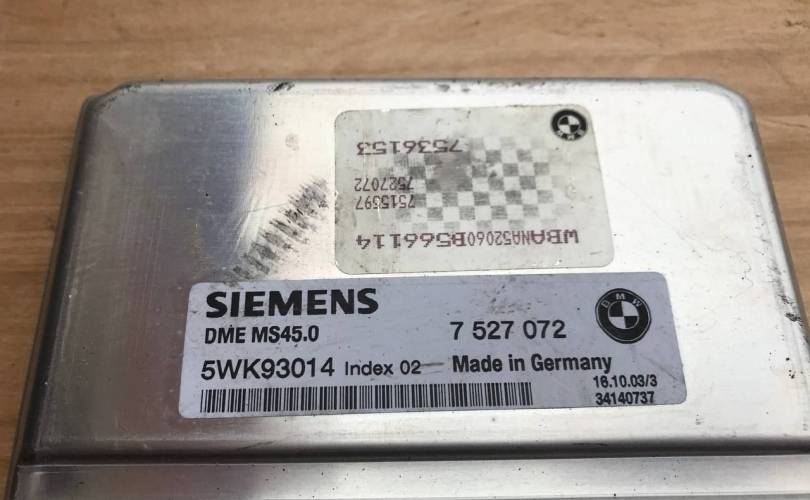 7536153
7527072
7515597
WBANA52060B566114
SIEMENS
DME MS45.0 7 527 072
BMW
5WK93014 Index 02 Made in Germany
16.10.03/3
34140737